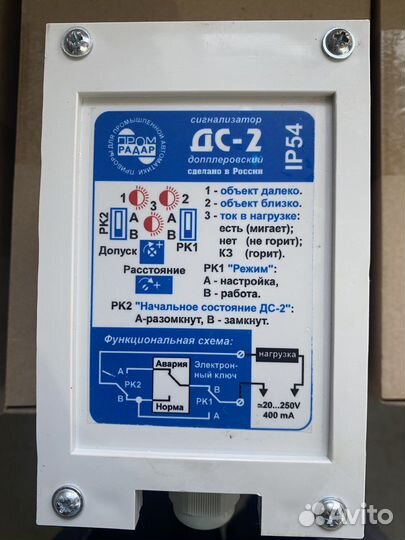 ПРИБОРЫ ДЛЯ ПРОМЫШЛЕННОЙ АВТОМАТИКИ
ПРОМ
РАДАР
сигнализатор
ДС-2
доплеровский
сделано в России
IP54
1 2
3
РК2
А А
В В
РК1
Допуск
Расстояние
1 - объект далеко.
2 - объект близко.
3 - ток в нагрузке:
есть (мигает);
нет (не горит);
КЗ (горит).
РК1 "Режим":
А - настройка,
В - работа.
РК2 "Начальное состояние ДС-2":
А-разомкнут, В - замкнут.
Функциональная схема:
нагрузка
Авария
Электрон-
ный ключ
А
РК2
В
Норма
В
РК1
А
≃20...250V
400 mA
Avito